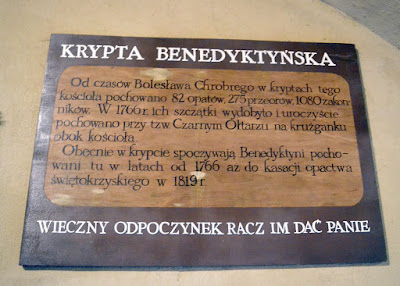 KRYPTA BENEDYKTYŃSKA
Od czasów Bolesława Chrobrego w kryptach tego
kościoła pochowano 82 opatów, 275 przeorów, 1080 zakon-
ników. W 1766 r. ich szczątki wydobyto i uroczyście
pochowano przy tzw Czarnym Ołtarzu na krużganku
obok kościoła.
Obecnie w krypcie spoczywają Benedyktyni pocho-
wani tu w latach od 1766 aż do kasacji opactwa
świętokrzyskiego w 1819 r.
WIECZNY ODPOCZYNEK RACZ IM DAĆ PANIE